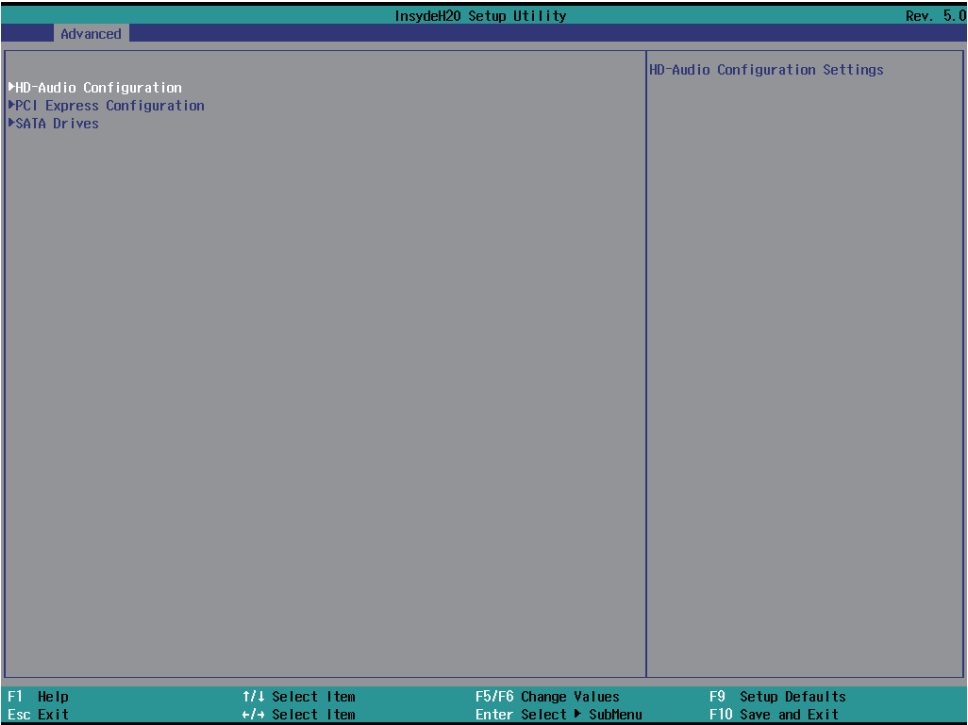 InsydeH20 Setup Utility Rev. 5.0
Advanced
HD-Audio Configuration Settings
▶HD-Audio Configuration
▶PCI Express Configuration
▶SATA Drives
F1 Help ↑/↓ Select Item F5/F6 Change Values F9 Setup Defaults
Esc Exit ←/→ Select Item Enter Select ▶ SubMenu F10 Save and Exit